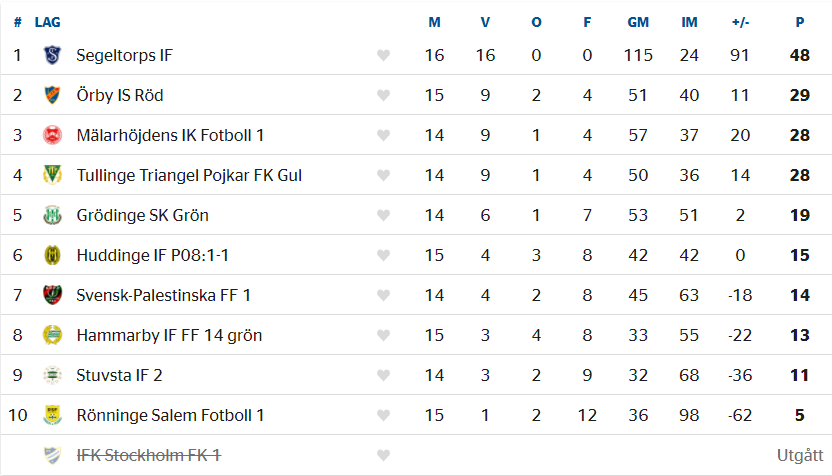 # LAG M V O F GM IM +/- P
1 Segeltorps IF 16 16 0 0 115 24 91 48
2 Örby IS Röd 15 9 2 4 51 40 11 29
3 Mälarhöjdens IK Fotboll 1 14 9 1 4 57 37 20 28
4 Tullinge Triangel Pojkar FK Gul 14 9 1 4 50 36 14 28
5 Grödinge SK Grön 14 6 1 7 53 51 2 19
6 Huddinge IF P08:1-1 15 4 3 8 42 42 0 15
7 Svensk-Palestinska FF 1 14 4 2 8 45 63 -18 14
8 Hammarby IF FF 14 grön 15 3 4 8 33 55 -22 13
9 Stuvsta IF 2 14 3 2 9 32 68 -36 11
10 Rönninge Salem Fotboll 1 15 1 2 12 36 98 -62 5
IFK Stockholm FK 1 Utgått